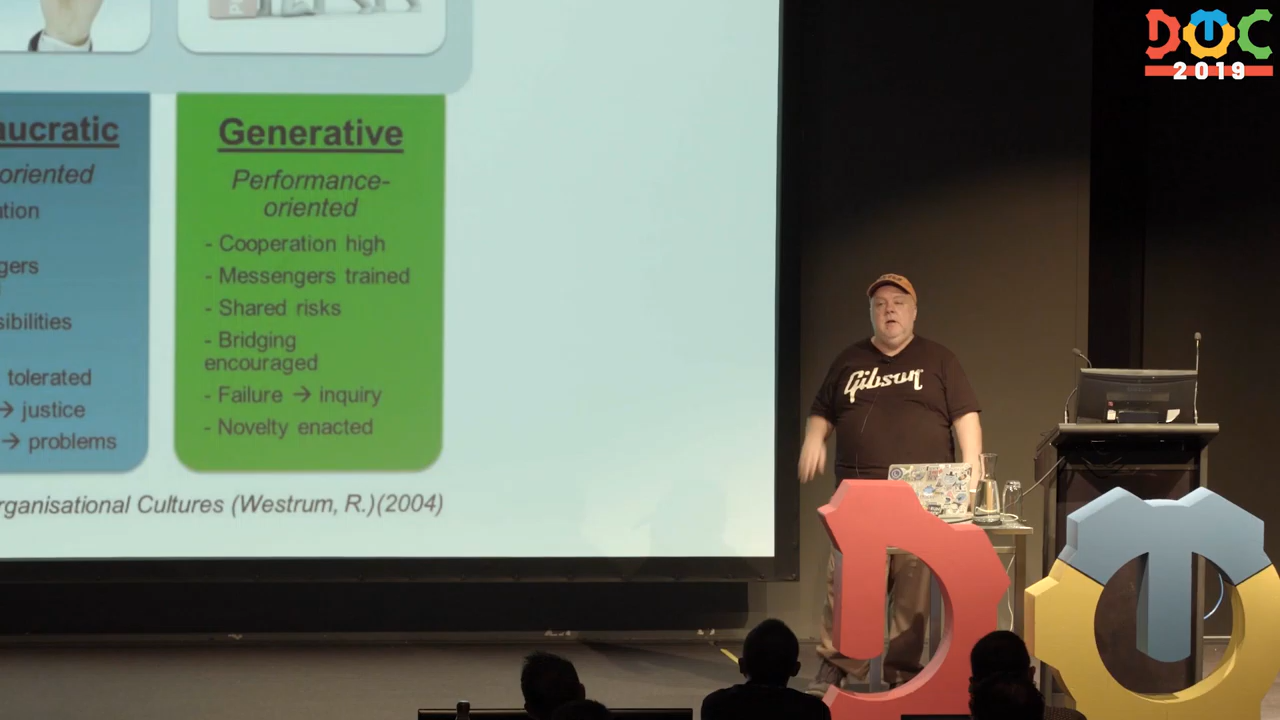 DTOC
2019
aucratic
oriented
ation
gers
sibilities
tolerated
→ justice
→ problems
Generative
Performance-
oriented
- Cooperation high
- Messengers trained
- Shared risks
- Bridging
encouraged
- Failure → inquiry
- Novelty enacted
rganisational Cultures (Westrum, R.)(2004)
Gibson